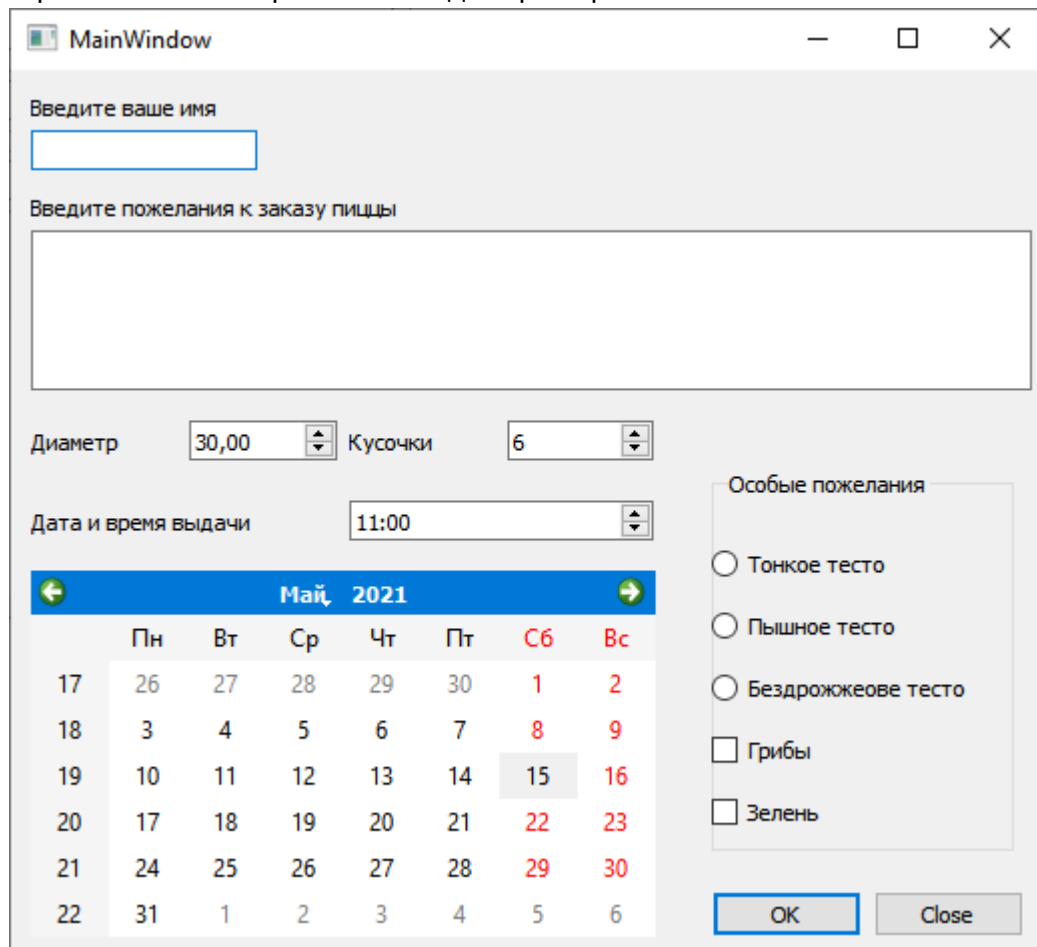 MainWindow
Введите ваше имя
Введите пожелания к заказу пиццы
Диаметр 30,00 Кусочки 6
Дата и время выдачи 11:00
Май, 2021
Пн Вт Ср Чт Пт Сб Вс
17 26 27 28 29 30 1 2
18 3 4 5 6 7 8 9
19 10 11 12 13 14 15 16
20 17 18 19 20 21 22 23
21 24 25 26 27 28 29 30
22 31 1 2 3 4 5 6
Особые пожелания
Тонкое тесто
Пышное тесто
Бездрожжеове тесто
Грибы
Зелень
OK Close